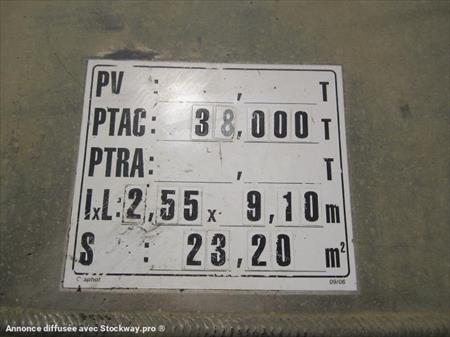 PV : , T
PTAC: 38,000 T
PTRA: , T
lxL: 2,55 x 9,10 m
S : 23,20 m²
09/06
Annonce diffusée avec Stockway.pro ®